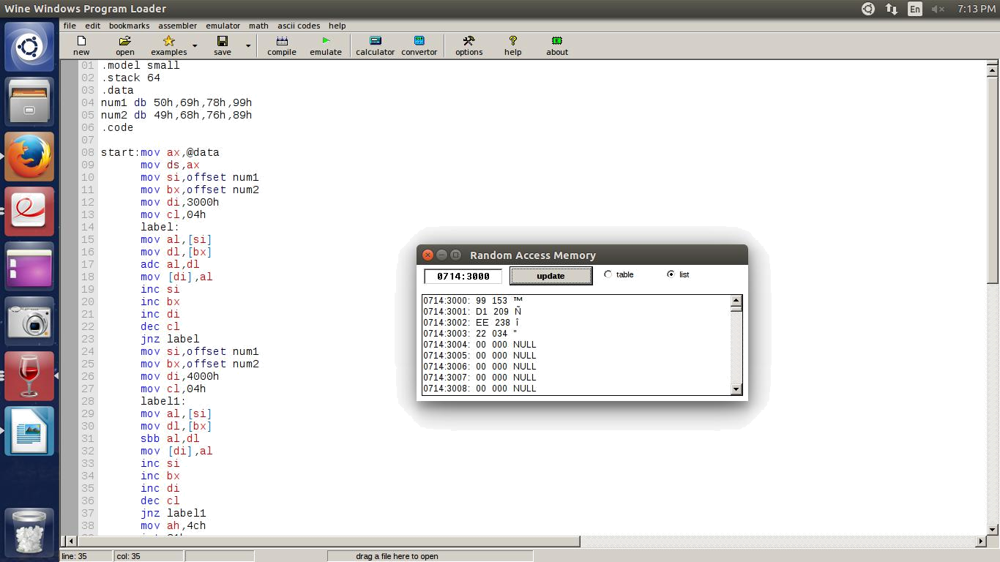 Wine Windows Program Loader
En
7:13 PM
file edit bookmarks assembler emulator math ascii codes help
new open examples save compile emulate calculator convertor options help about
01 .model small
02 .stack 64
03 .data
04 num1 db 50h,69h,78h,99h
05 num2 db 49h,68h,76h,89h
06 .code
07
08 start:mov ax,@data
09 mov ds,ax
10 mov si,offset num1
11 mov bx,offset num2
12 mov di,3000h
13 mov cl,04h
14 label:
15 mov al,[si]
16 mov dl,[bx]
17 adc al,dl
18 mov [di],al
19 inc si
20 inc bx
21 inc di
22 dec cl
23 jnz label
24 mov si,offset num1
25 mov bx,offset num2
26 mov di,4000h
27 mov cl,04h
28 label1:
29 mov al,[si]
30 mov dl,[bx]
31 sbb al,dl
32 mov [di],al
33 inc si
34 inc bx
35 inc di
36 dec cl
37 jnz label1
38 mov ah,4ch
Random Access Memory
0714:3000 update table list
0714:3000: 99 153 ™
0714:3001: D1 209 Ñ
0714:3002: EE 238 î
0714:3003: 22 034 "
0714:3004: 00 000 NULL
0714:3005: 00 000 NULL
0714:3006: 00 000 NULL
0714:3007: 00 000 NULL
0714:3008: 00 000 NULL
line: 35 col: 35 drag a file here to open